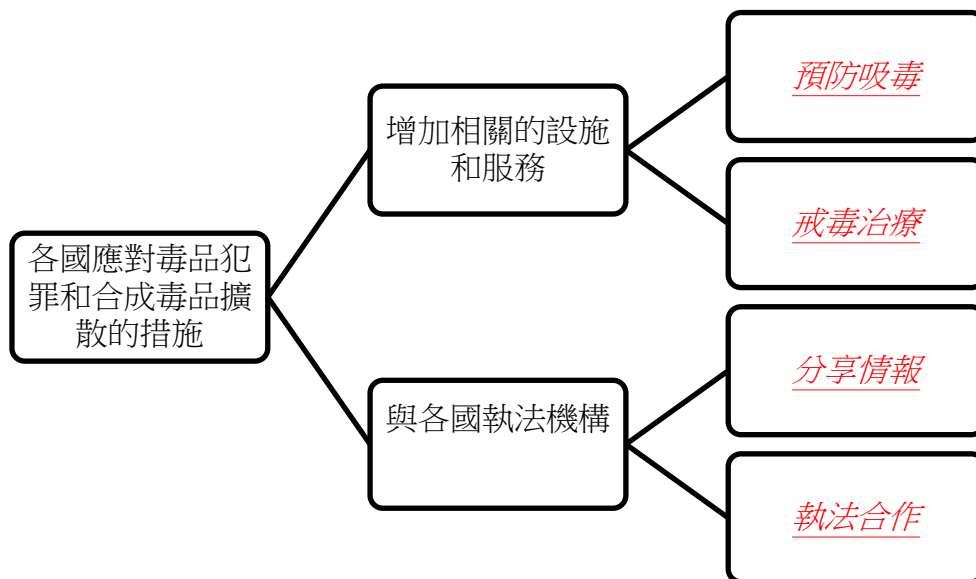 各國應對毒品犯
罪和合成毒品擴
散的措施
增加相關的設施
和服務
預防吸毒
戒毒治療
與各國執法機構
分享情報
執法合作